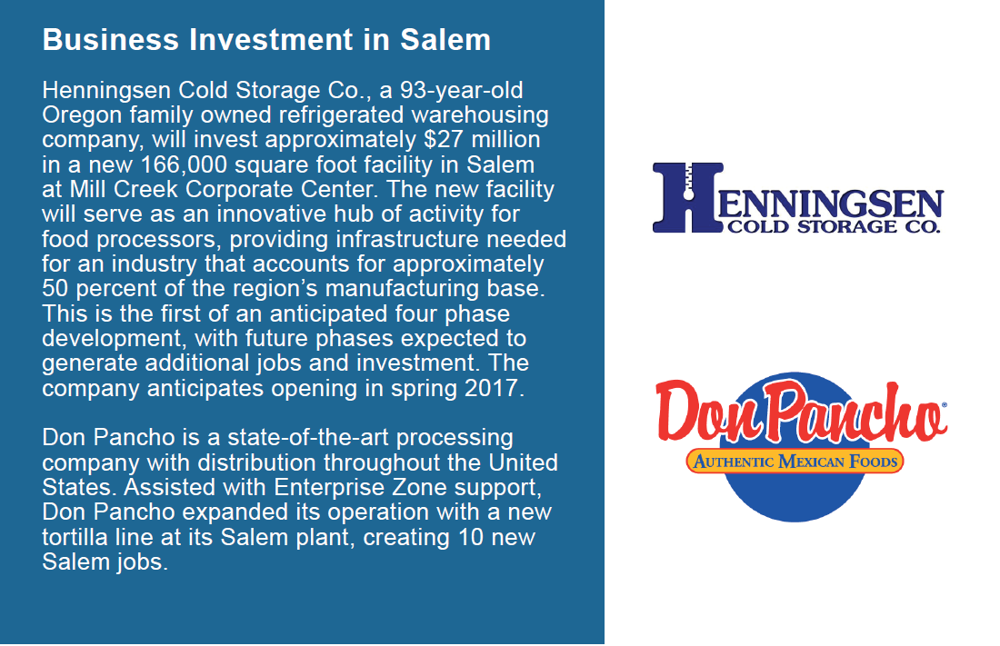 Business Investment in Salem
Henningsen Cold Storage Co., a 93-year-old
Oregon family owned refrigerated warehousing
company, will invest approximately $27 million
in a new 166,000 square foot facility in Salem
at Mill Creek Corporate Center. The new facility
will serve as an innovative hub of activity for
food processors, providing infrastructure needed
for an industry that accounts for approximately
50 percent of the region’s manufacturing base.
This is the first of an anticipated four phase
development, with future phases expected to
generate additional jobs and investment. The
company anticipates opening in spring 2017.
Don Pancho is a state-of-the-art processing
company with distribution throughout the United
States. Assisted with Enterprise Zone support,
Don Pancho expanded its operation with a new
tortilla line at its Salem plant, creating 10 new
Salem jobs.
HENNINGSEN
COLD STORAGE CO.
Don Pancho®
AUTHENTIC MEXICAN FOODS